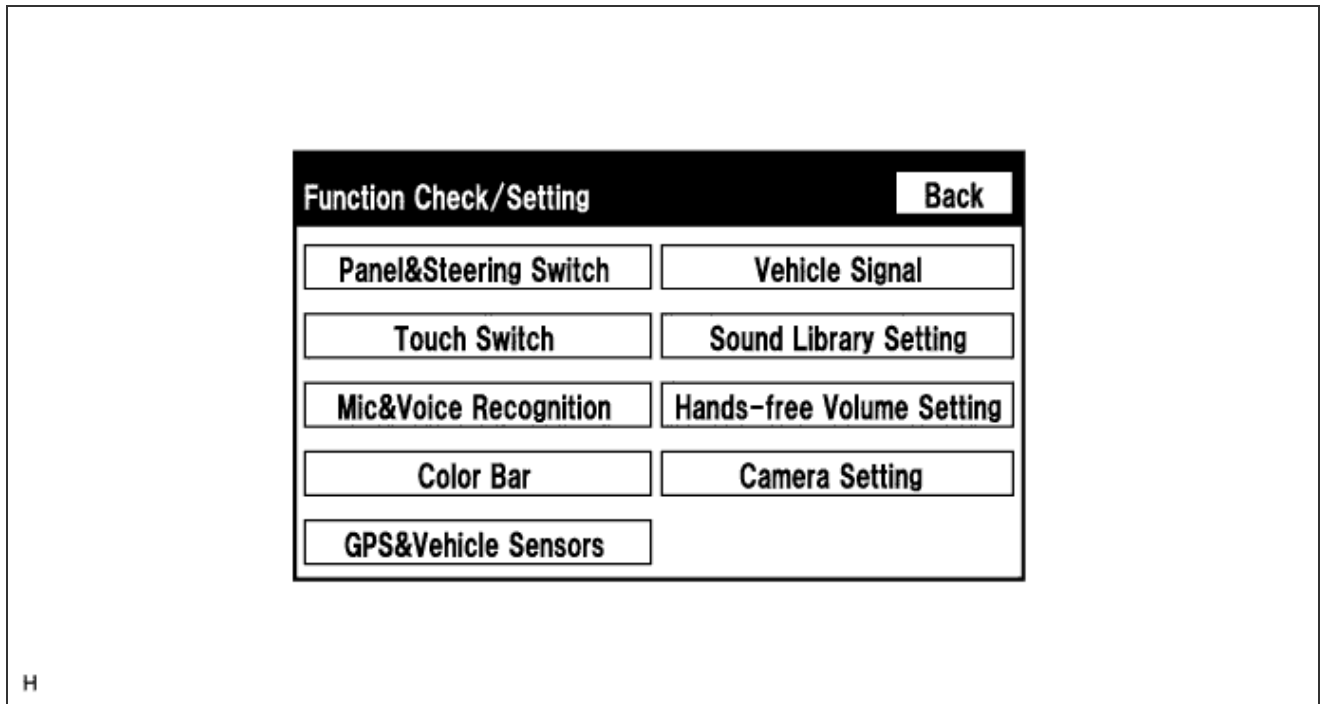 Function Check/Setting Back
Panel&Steering Switch Vehicle Signal
Touch Switch Sound Library Setting
Mic&Voice Recognition Hands-free Volume Setting
Color Bar Camera Setting
GPS&Vehicle Sensors
H